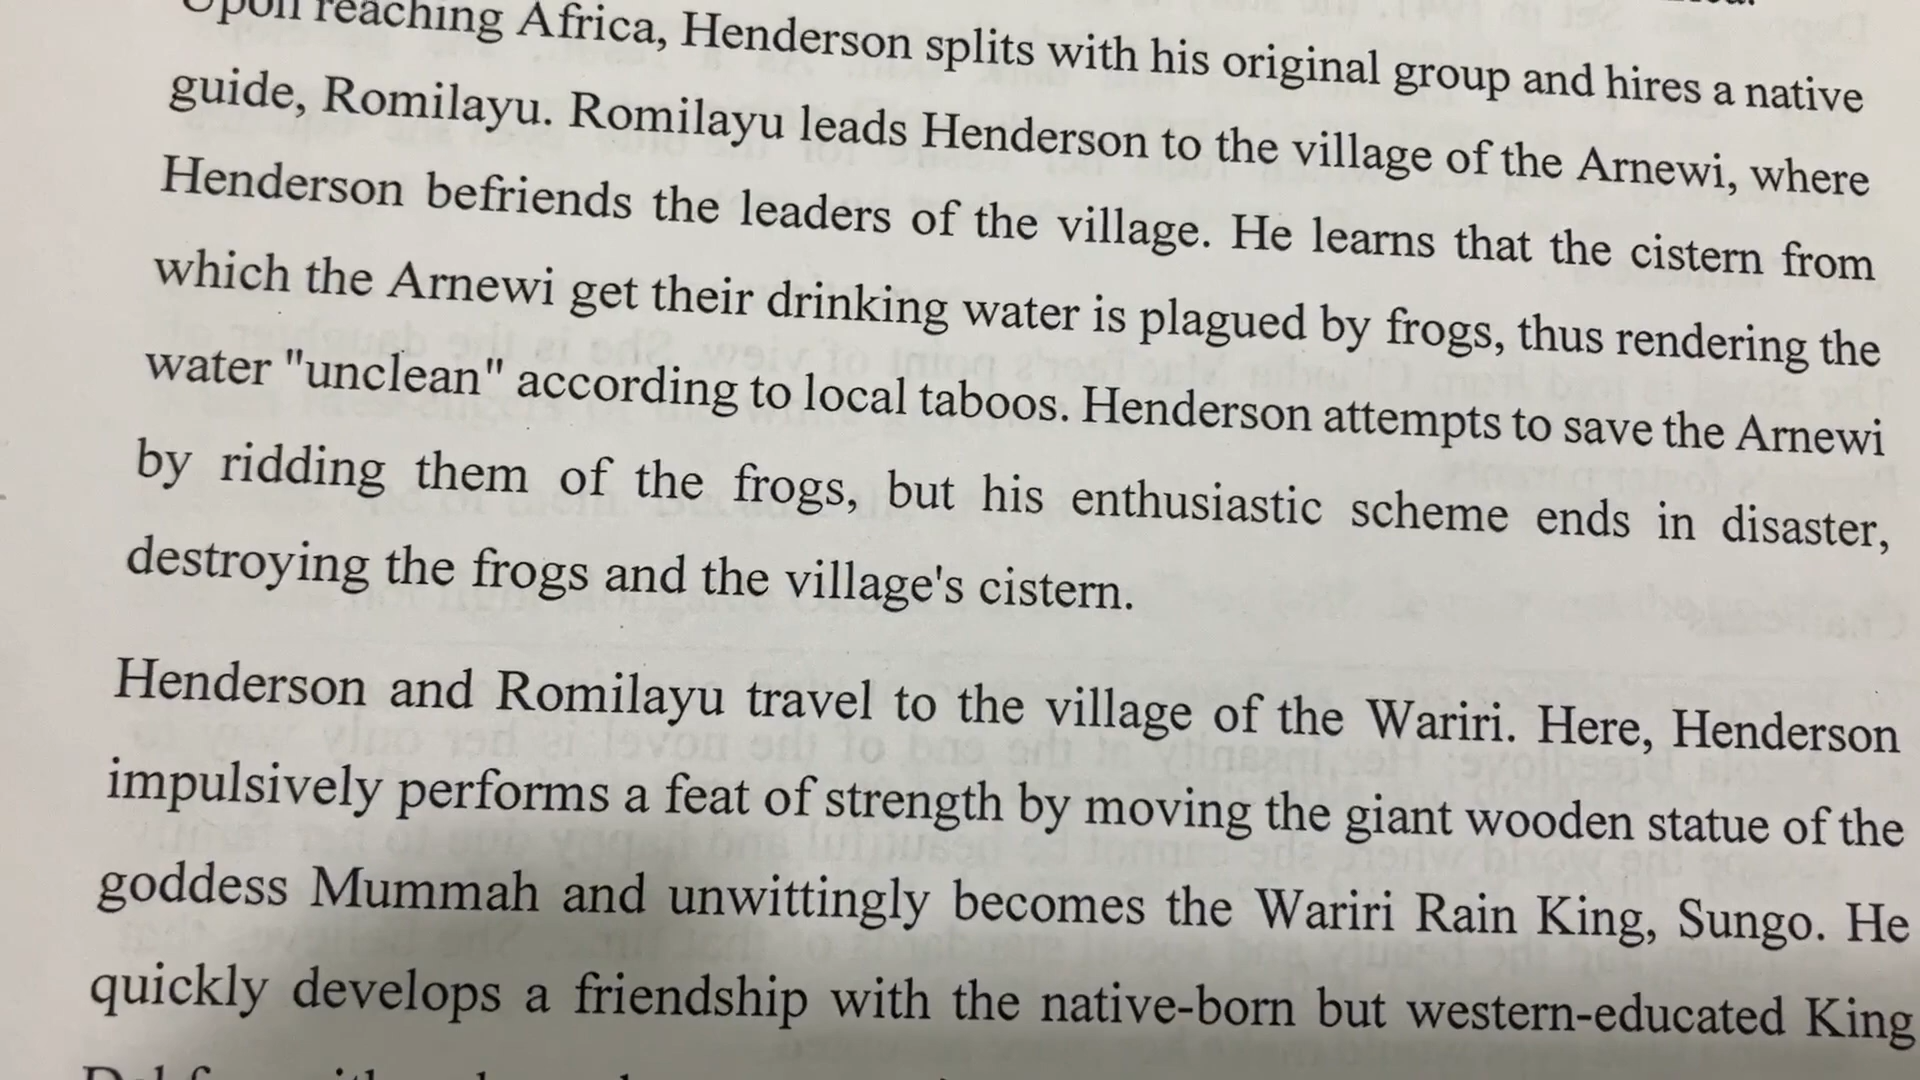 Upon reaching Africa, Henderson splits with his original group and hires a native
guide, Romilayu. Romilayu leads Henderson to the village of the Arnewi, where
Henderson befriends the leaders of the village. He learns that the cistern from
which the Arnewi get their drinking water is plagued by frogs, thus rendering the
water "unclean" according to local taboos. Henderson attempts to save the Arnewi
by ridding them of the frogs, but his enthusiastic scheme ends in disaster,
destroying the frogs and the village's cistern.
Henderson and Romilayu travel to the village of the Wariri. Here, Henderson
impulsively performs a feat of strength by moving the giant wooden statue of the
goddess Mummah and unwittingly becomes the Wariri Rain King, Sungo. He
quickly develops a friendship with the native-born but western-educated King